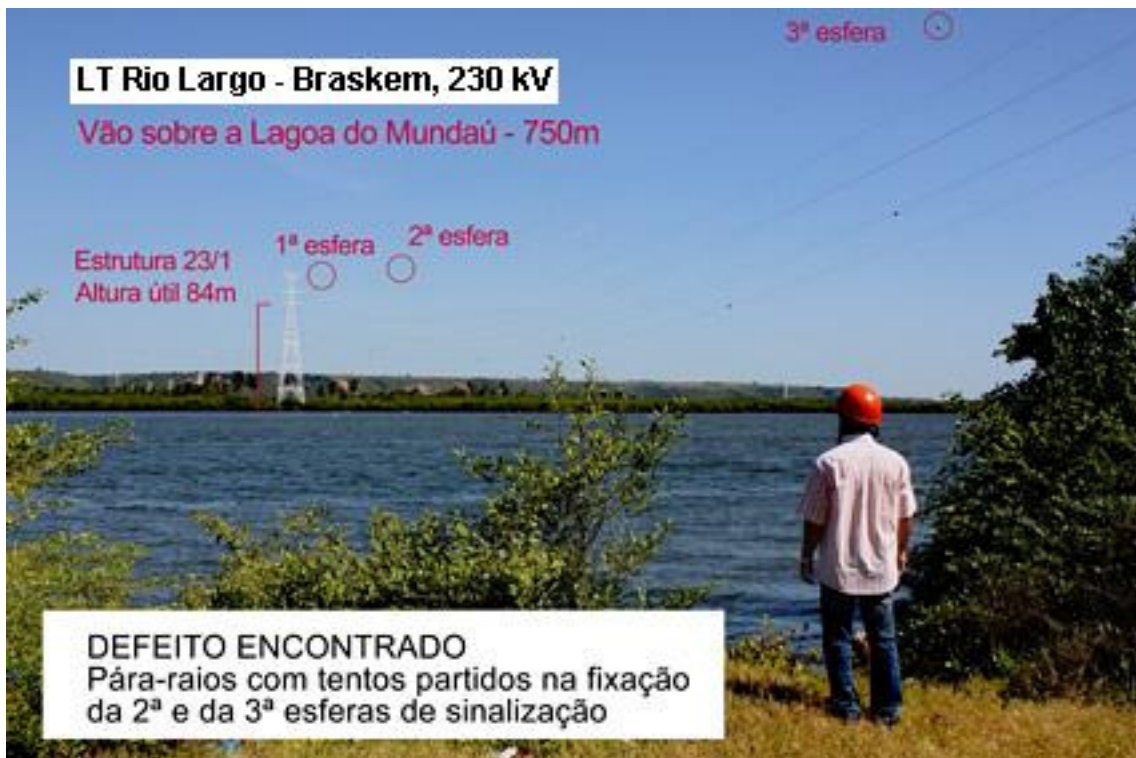 3ª esfera
LT Rio Largo - Braskem, 230 kV
Vão sobre a Lagoa do Mundaú - 750m
1ª esfera
2ª esfera
Estrutura 23/1
Altura útil 84m
DEFEITO ENCONTRADO
Pára-raios com tentos partidos na fixação
da 2ª e da 3ª esferas de sinalização